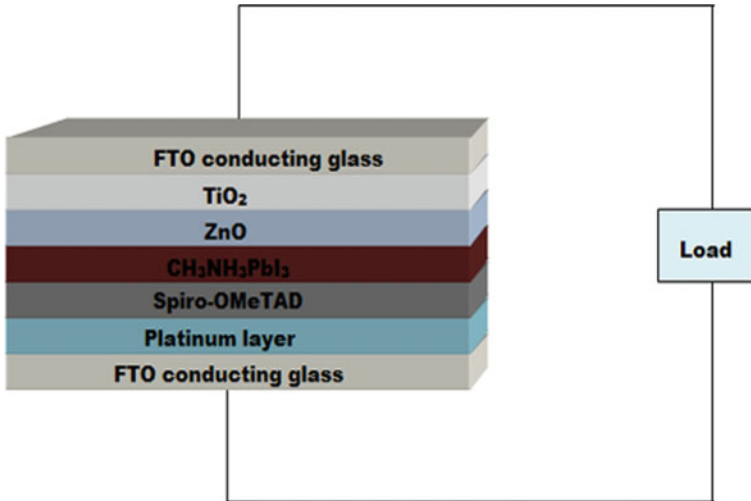 FTO conducting glass
TiO₂
ZnO
CH₃NH₃PbI₃
Spiro-OMeTAD
Platinum layer
FTO conducting glass
Load